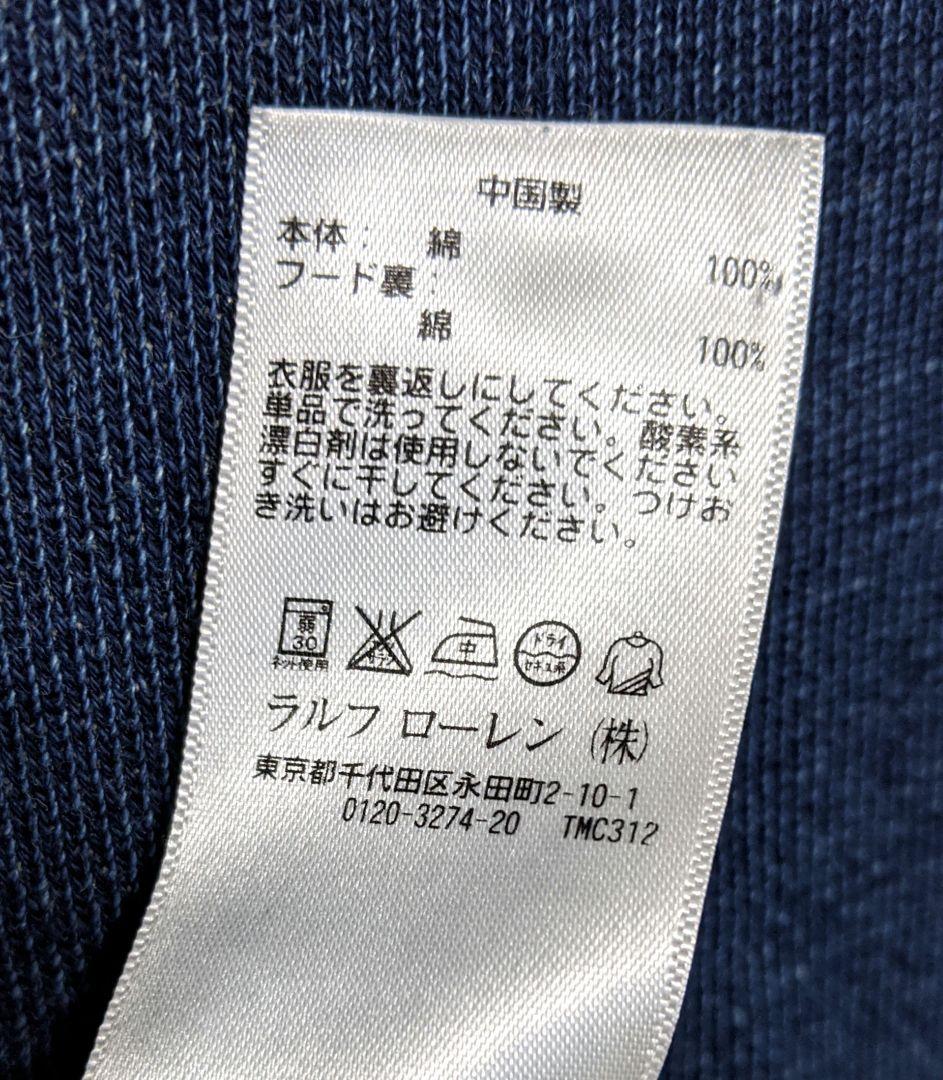 中国製
本体： 綿 100%
フード裏：
綿 100%
衣服を裏返しにしてください。
単品で洗ってください。酸素系
漂白剤は使用しないでください
すぐに干してください。つけお
き洗いはお避けください。
弱 中 ドライ
30 セキユ系
ネット使用
ラルフ ローレン (株)
東京都千代田区永田町2-10-1
0120-3274-20 TMC312